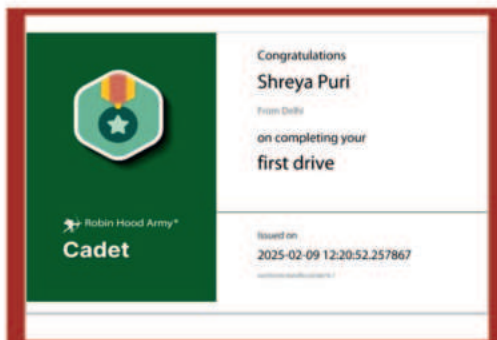 Congratulations
Shreya Puri
From Delhi
on completing your
first drive
Robin Hood Army*
Cadet
Issued on
2025-02-09 12:20:52.257867